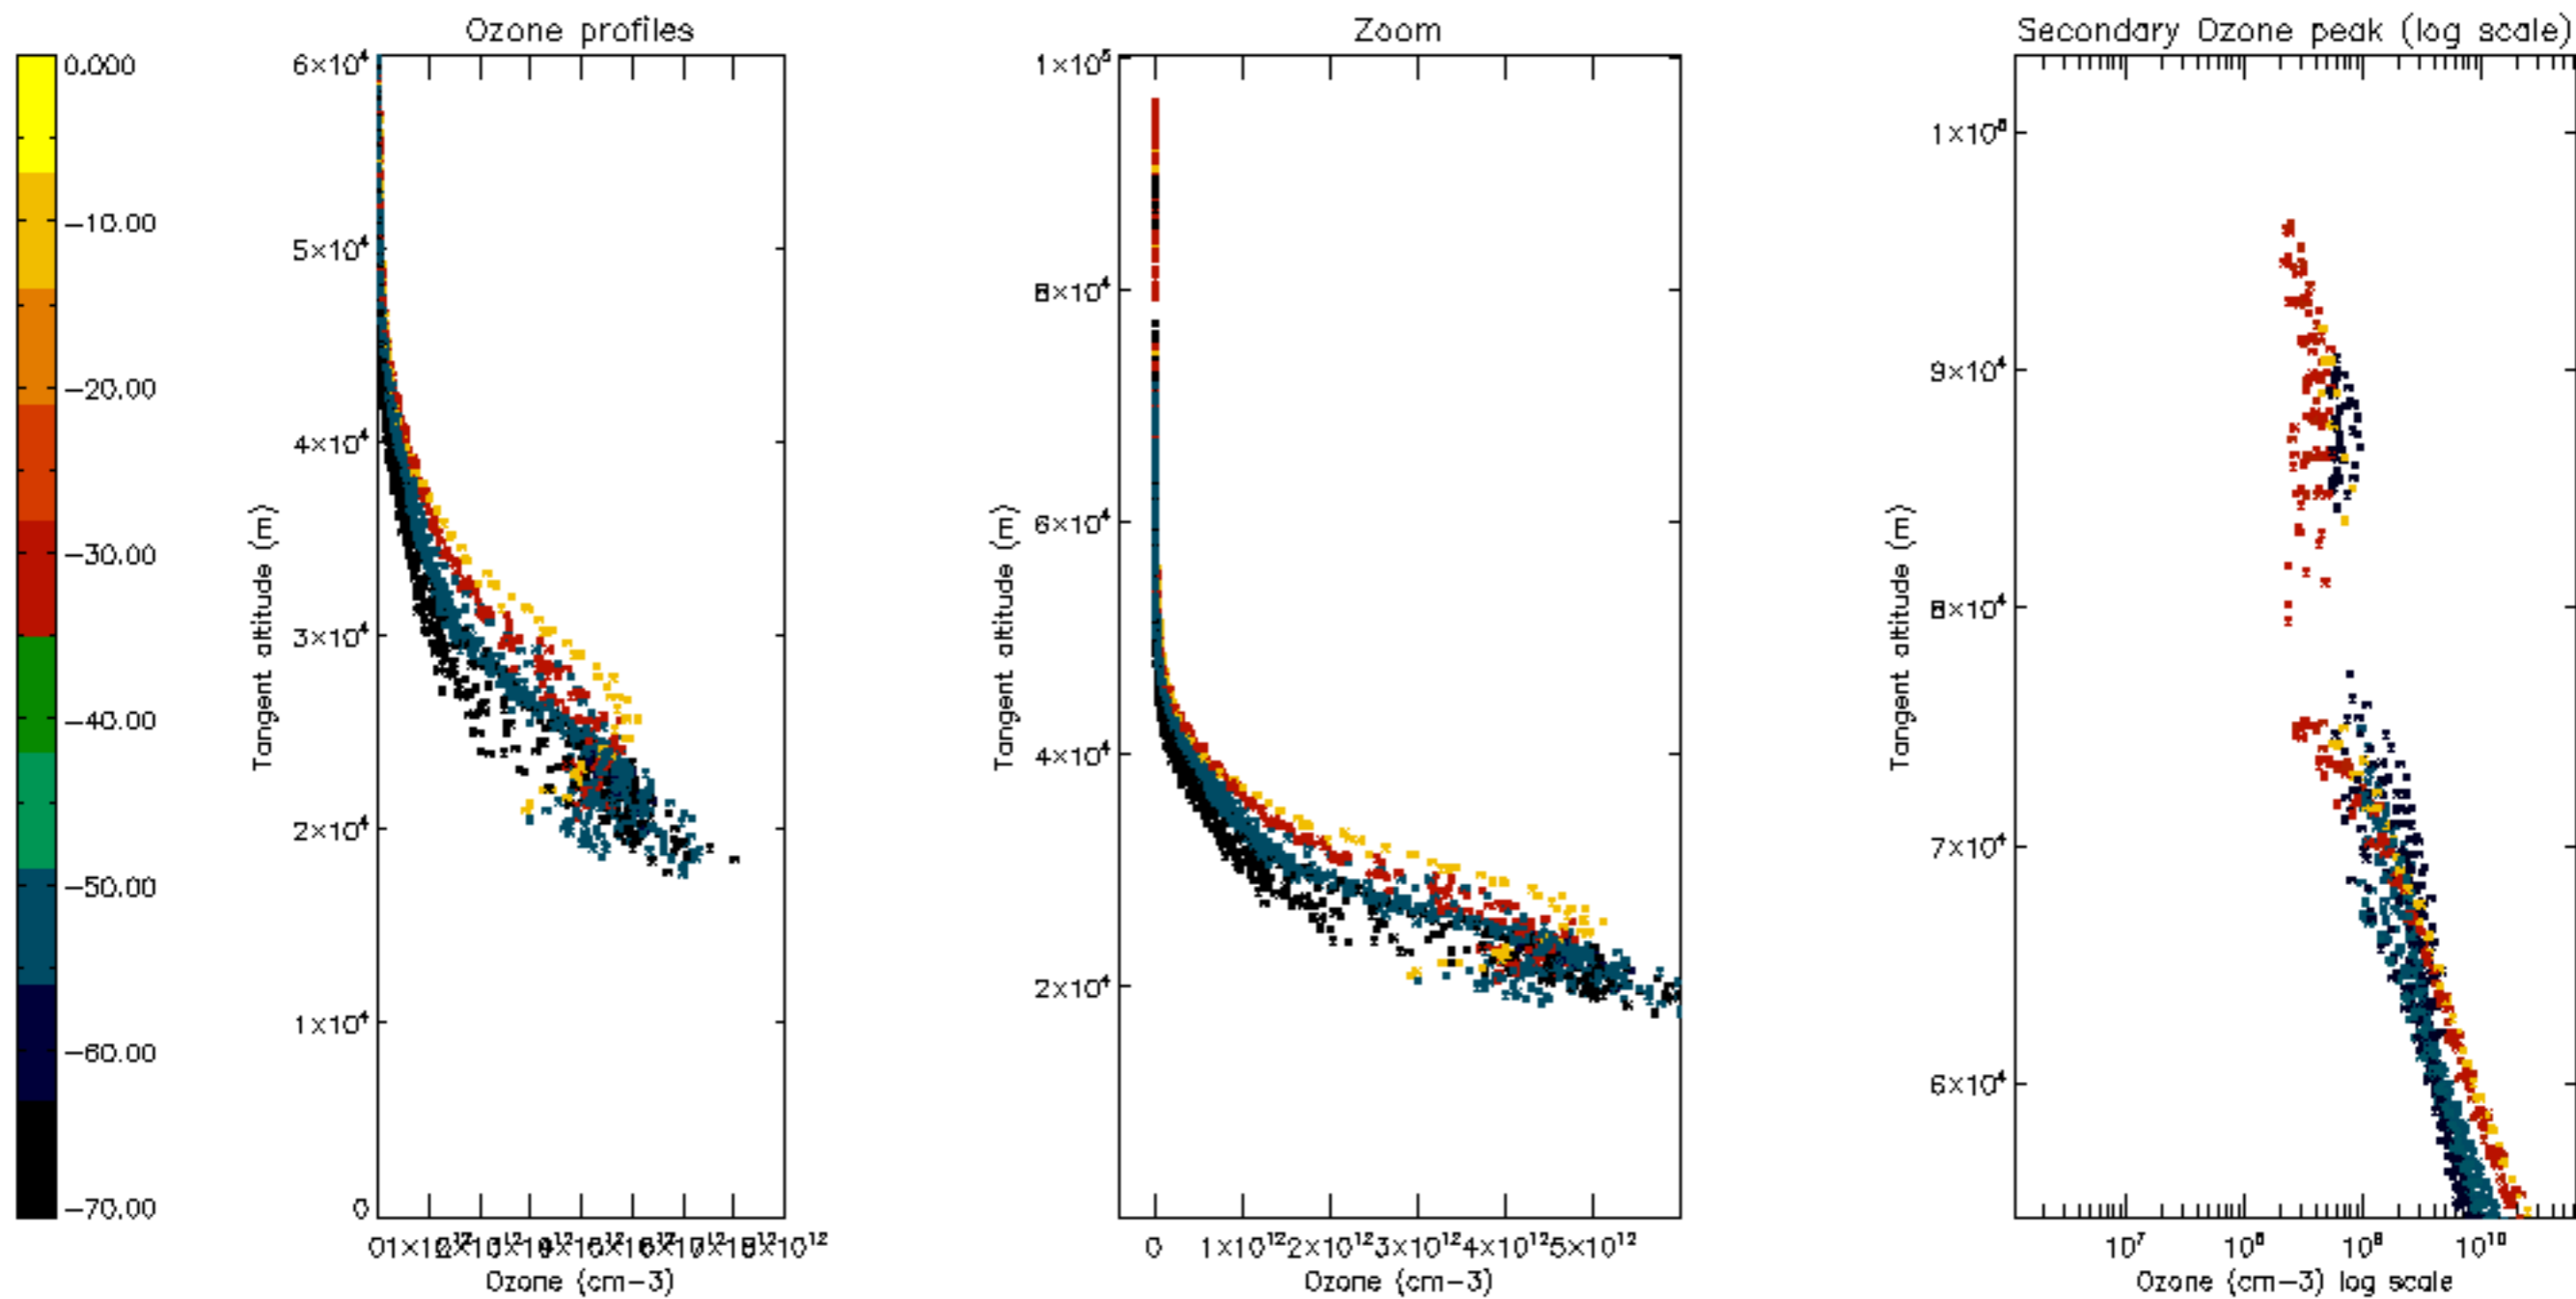 Ozone profiles
Zoom
Secondary Ozone peak (log scale)
0.000
−10.00
−20.00
−30.00
−40.00
−50.00
−60.00
−70.00
6×10⁴
5×10⁴
4×10⁴
3×10⁴
2×10⁴
1×10⁴
0
Tangent altitude (m)
0
Ozone (cm−3)
1×10⁵
8×10⁴
6×10⁴
4×10⁴
2×10⁴
Tangent altitude (m)
0 1×10¹² 2×10¹² 3×10¹² 4×10¹² 5×10¹²
Ozone (cm−3)
9×10⁴
8×10⁴
7×10⁴
6×10⁴
Tangent altitude (m)
10⁷ 10⁸ 10⁹ 10¹⁰
Ozone (cm−3) log scale